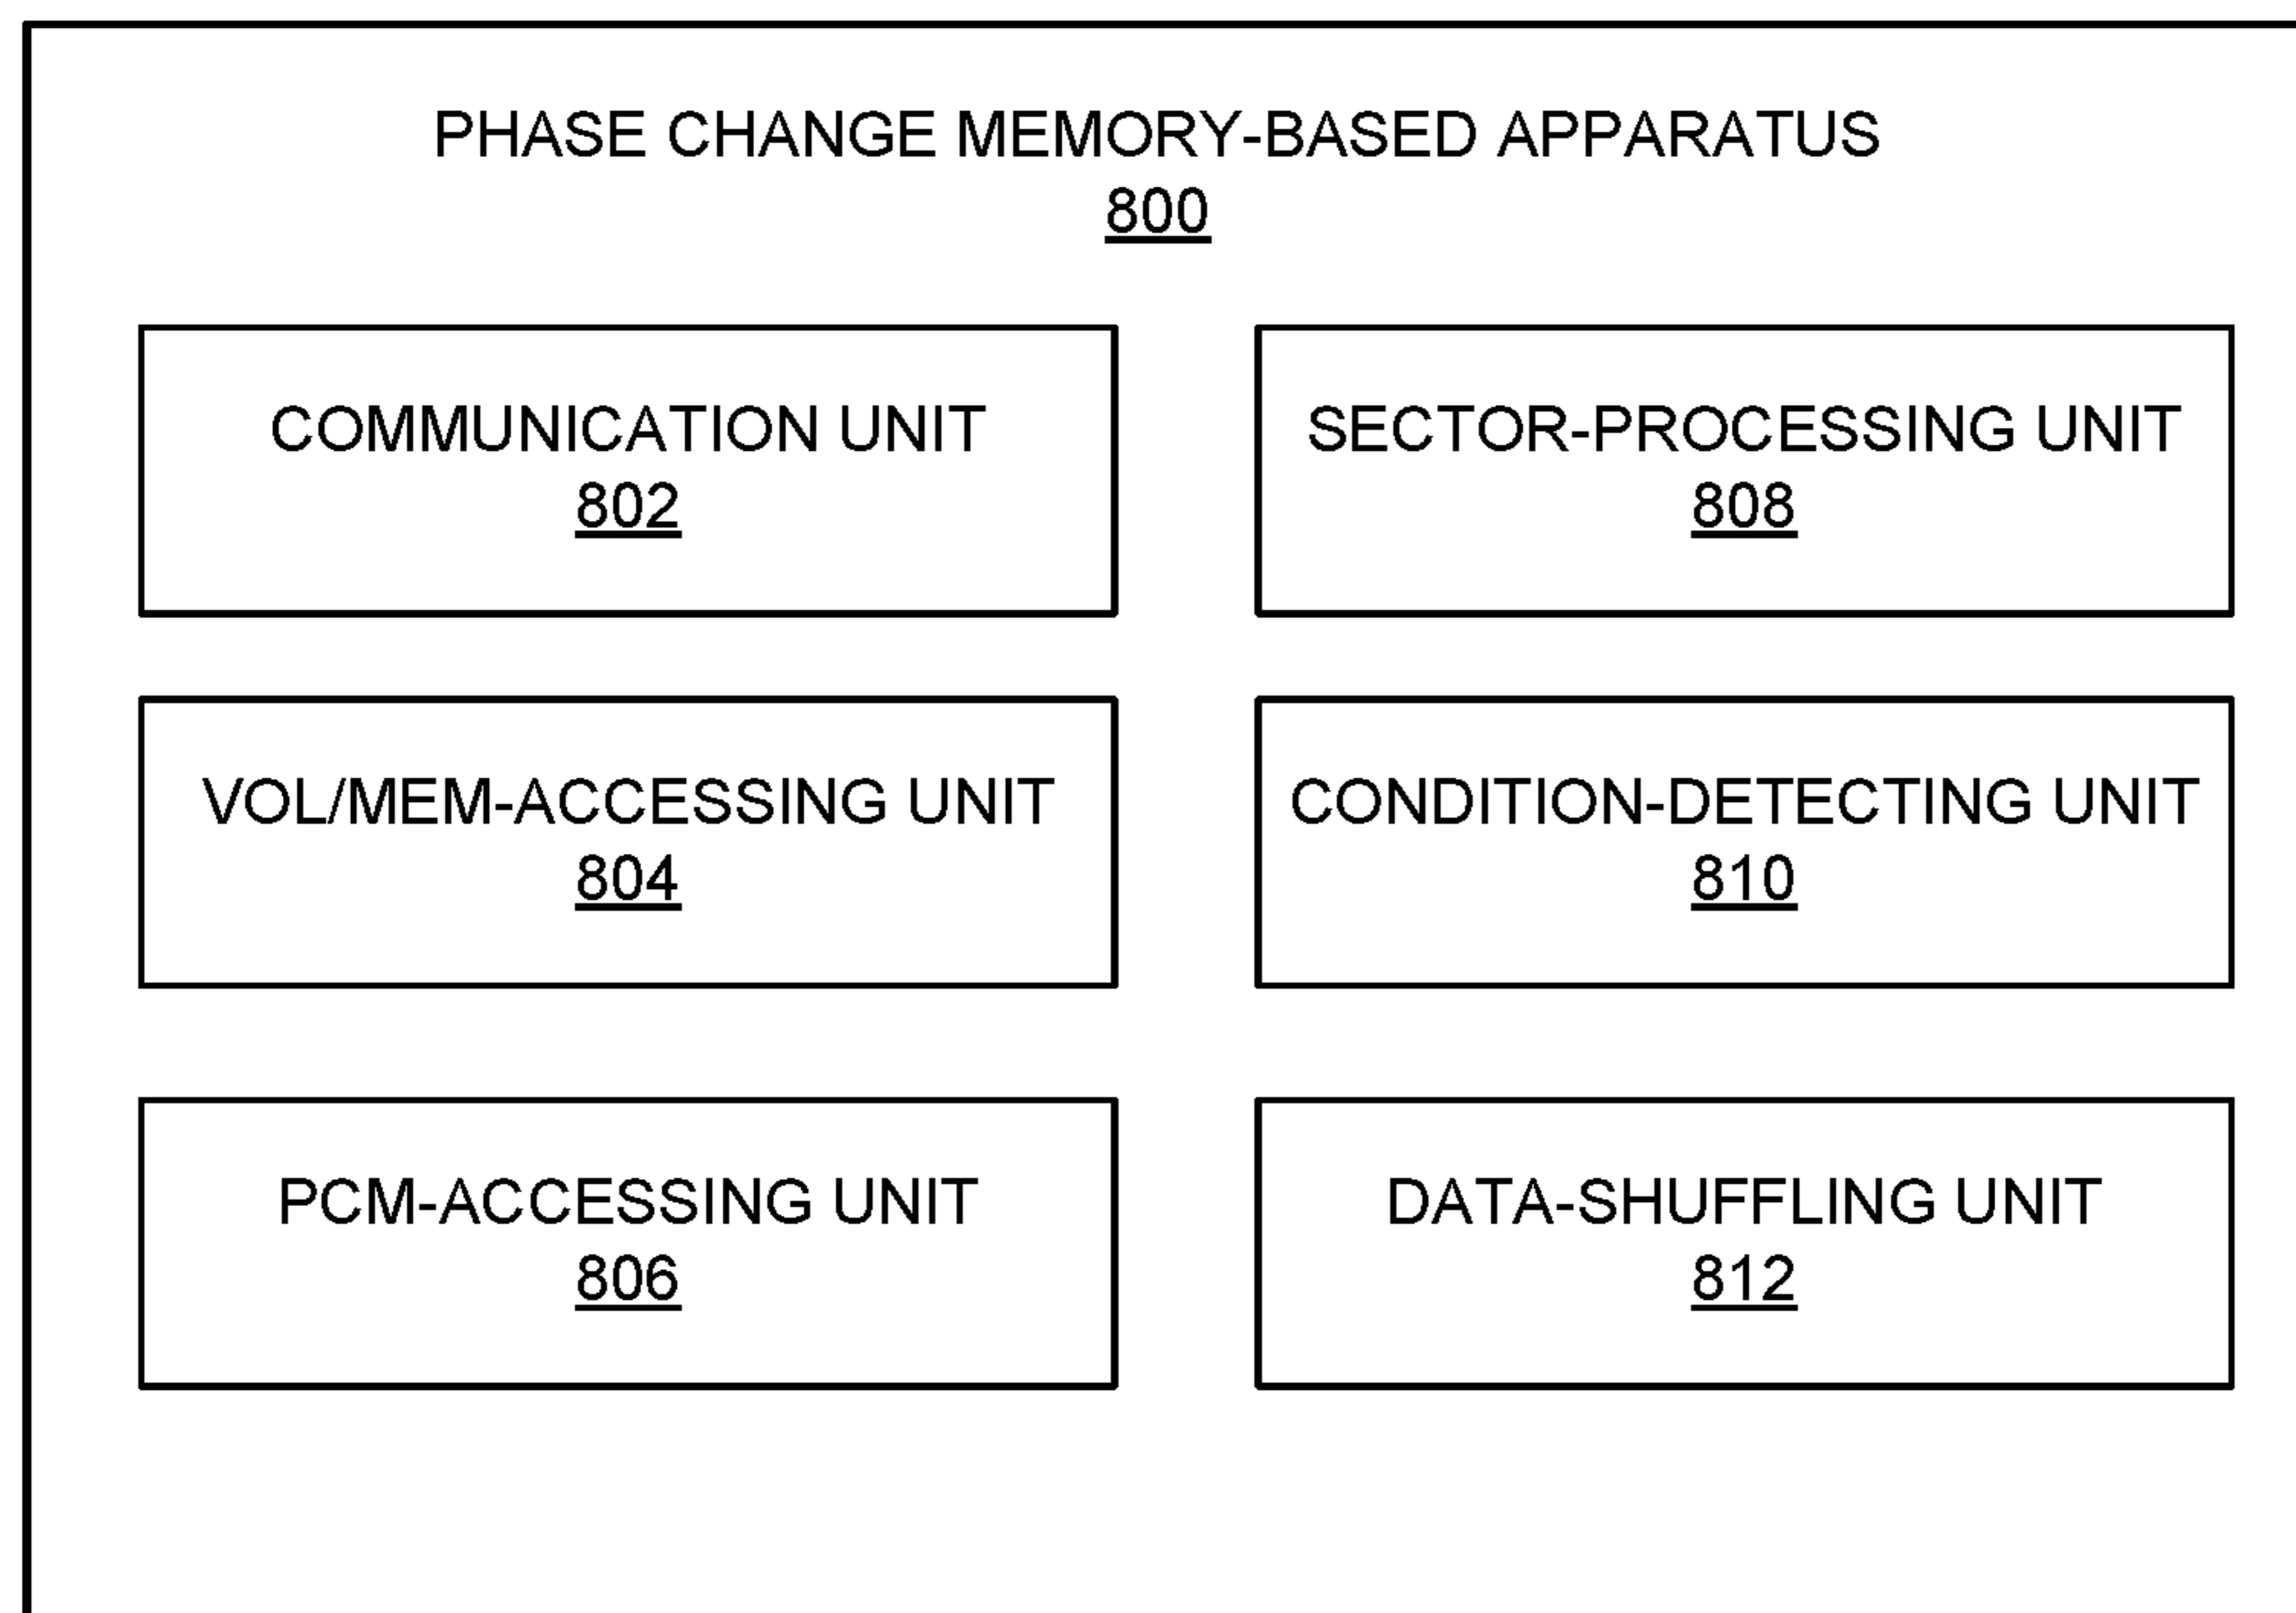 PHASE CHANGE MEMORY-BASED APPARATUS
800
COMMUNICATION UNIT
802
VOL/MEM-ACCESSING UNIT
804
PCM-ACCESSING UNIT
806
SECTOR-PROCESSING UNIT
808
CONDITION-DETECTING UNIT
810
DATA-SHUFFLING UNIT
812